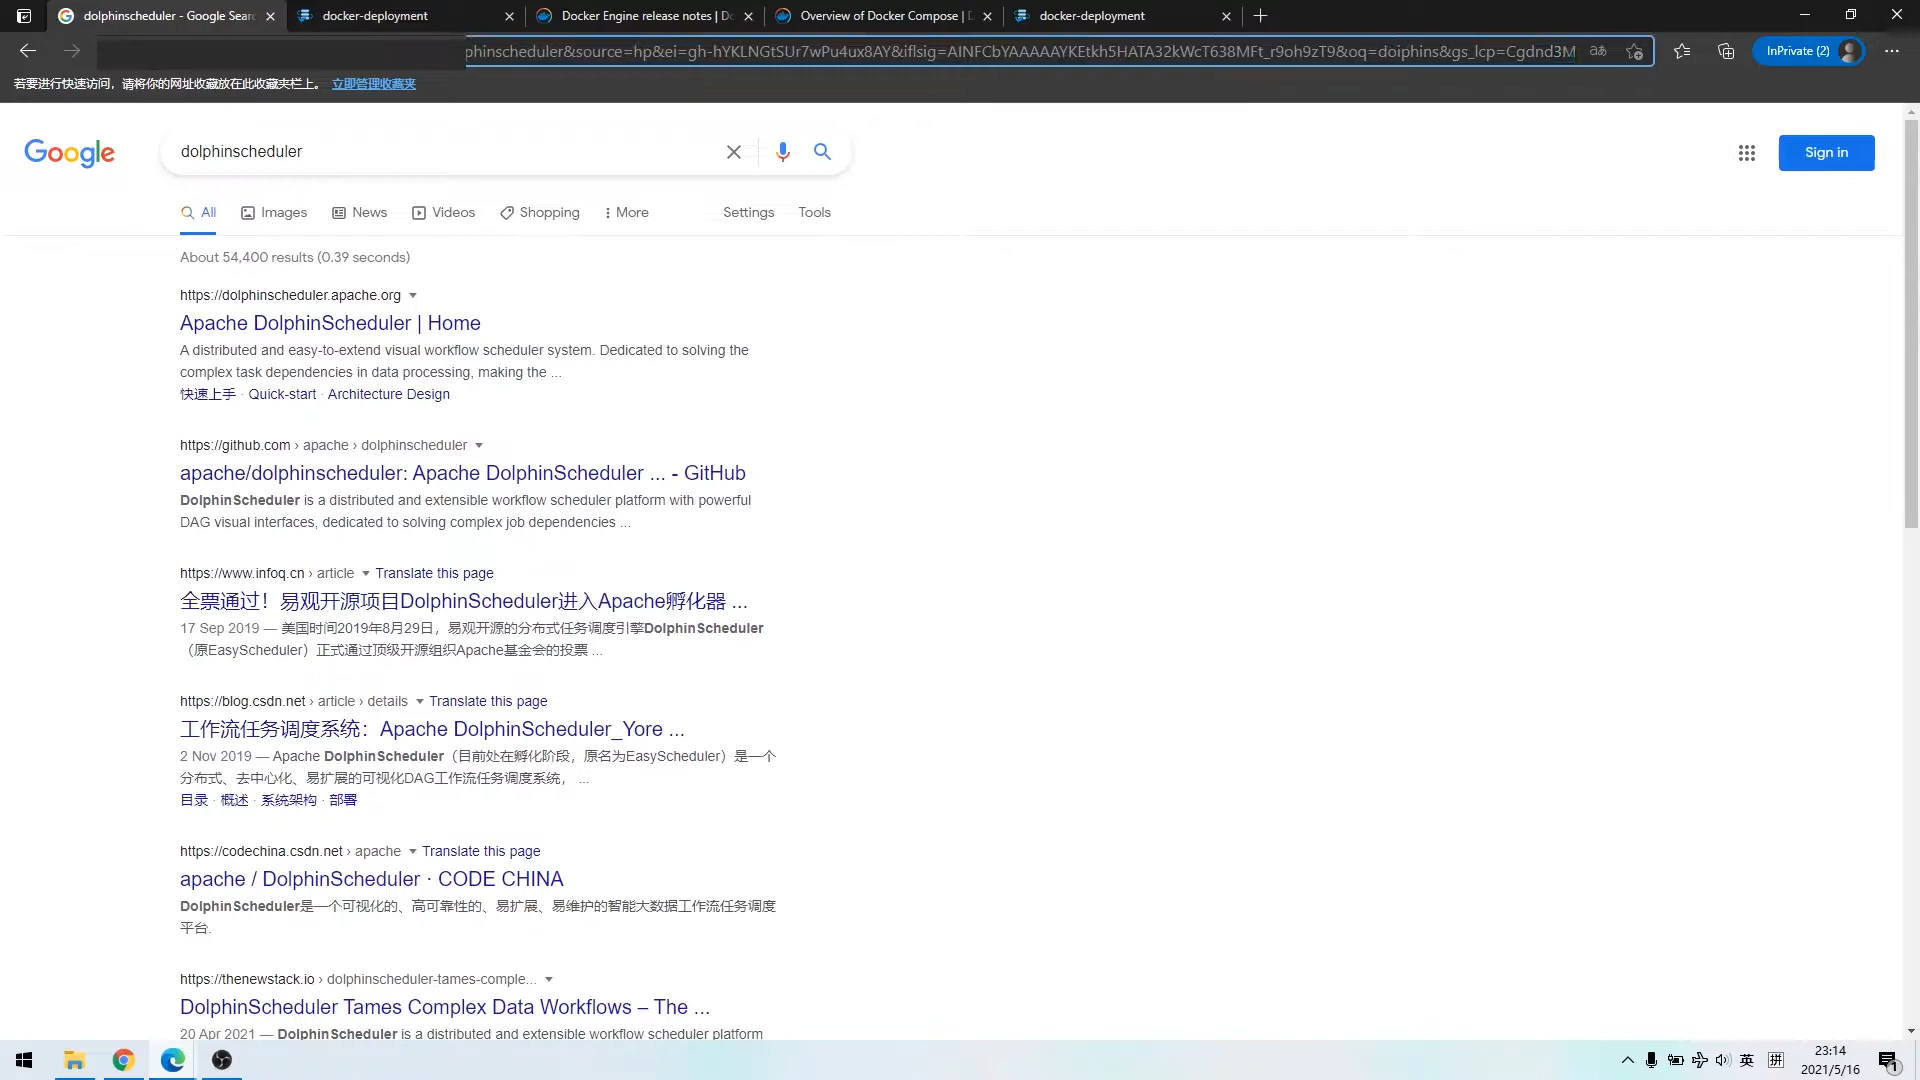 dolphinscheduler - Google Searc
docker-deployment
Docker Engine release notes | Do
Overview of Docker Compose | D
docker-deployment
phinscheduler&source=hp&ei=gh-hYKLNGtSUr7wPu4ux8AY&iflsig=AINFCbYAAAAAYKEtkh5HATA32kWcT638MFt_r9oh9zT9&oq=doiphins&gs_lcp=Cgdnd3M
InPrivate (2)
若要进行快速访问，请将你的网址收藏放在此收藏夹栏上。 立即管理收藏夹
Google
dolphinscheduler
Sign in
All
Images
News
Videos
Shopping
More
Settings
Tools
About 54,400 results (0.39 seconds)
https://dolphinscheduler.apache.org
Apache DolphinScheduler | Home
A distributed and easy-to-extend visual workflow scheduler system. Dedicated to solving the
complex task dependencies in data processing, making the ...
快速上手 · Quick-start · Architecture Design
https://github.com › apache › dolphinscheduler
apache/dolphinscheduler: Apache DolphinScheduler ... - GitHub
DolphinScheduler is a distributed and extensible workflow scheduler platform with powerful
DAG visual interfaces, dedicated to solving complex job dependencies ...
https://www.infoq.cn › article Translate this page
全票通过！易观开源项目DolphinScheduler进入Apache孵化器 ...
17 Sep 2019 — 美国时间2019年8月29日，易观开源的分布式任务调度引擎DolphinScheduler
（原EasyScheduler）正式通过顶级开源组织Apache基金会的投票 ...
https://blog.csdn.net › article › details Translate this page
工作流任务调度系统：Apache DolphinScheduler_Yore ...
2 Nov 2019 — Apache DolphinScheduler（目前处在孵化阶段，原名为EasyScheduler）是一个
分布式、去中心化、易扩展的可视化DAG工作流任务调度系统， ...
目录 · 概述 · 系统架构 · 部署
https://codechina.csdn.net › apache Translate this page
apache / DolphinScheduler · CODE CHINA
DolphinScheduler是一个可视化的、高可靠性的、易扩展、易维护的智能大数据工作流任务调度
平台.
https://thenewstack.io › dolphinscheduler-tames-comple...
DolphinScheduler Tames Complex Data Workflows – The ...
20 Apr 2021 — DolphinScheduler is a distributed and extensible workflow scheduler platform
英
拼
23:14
2021/5/16
1